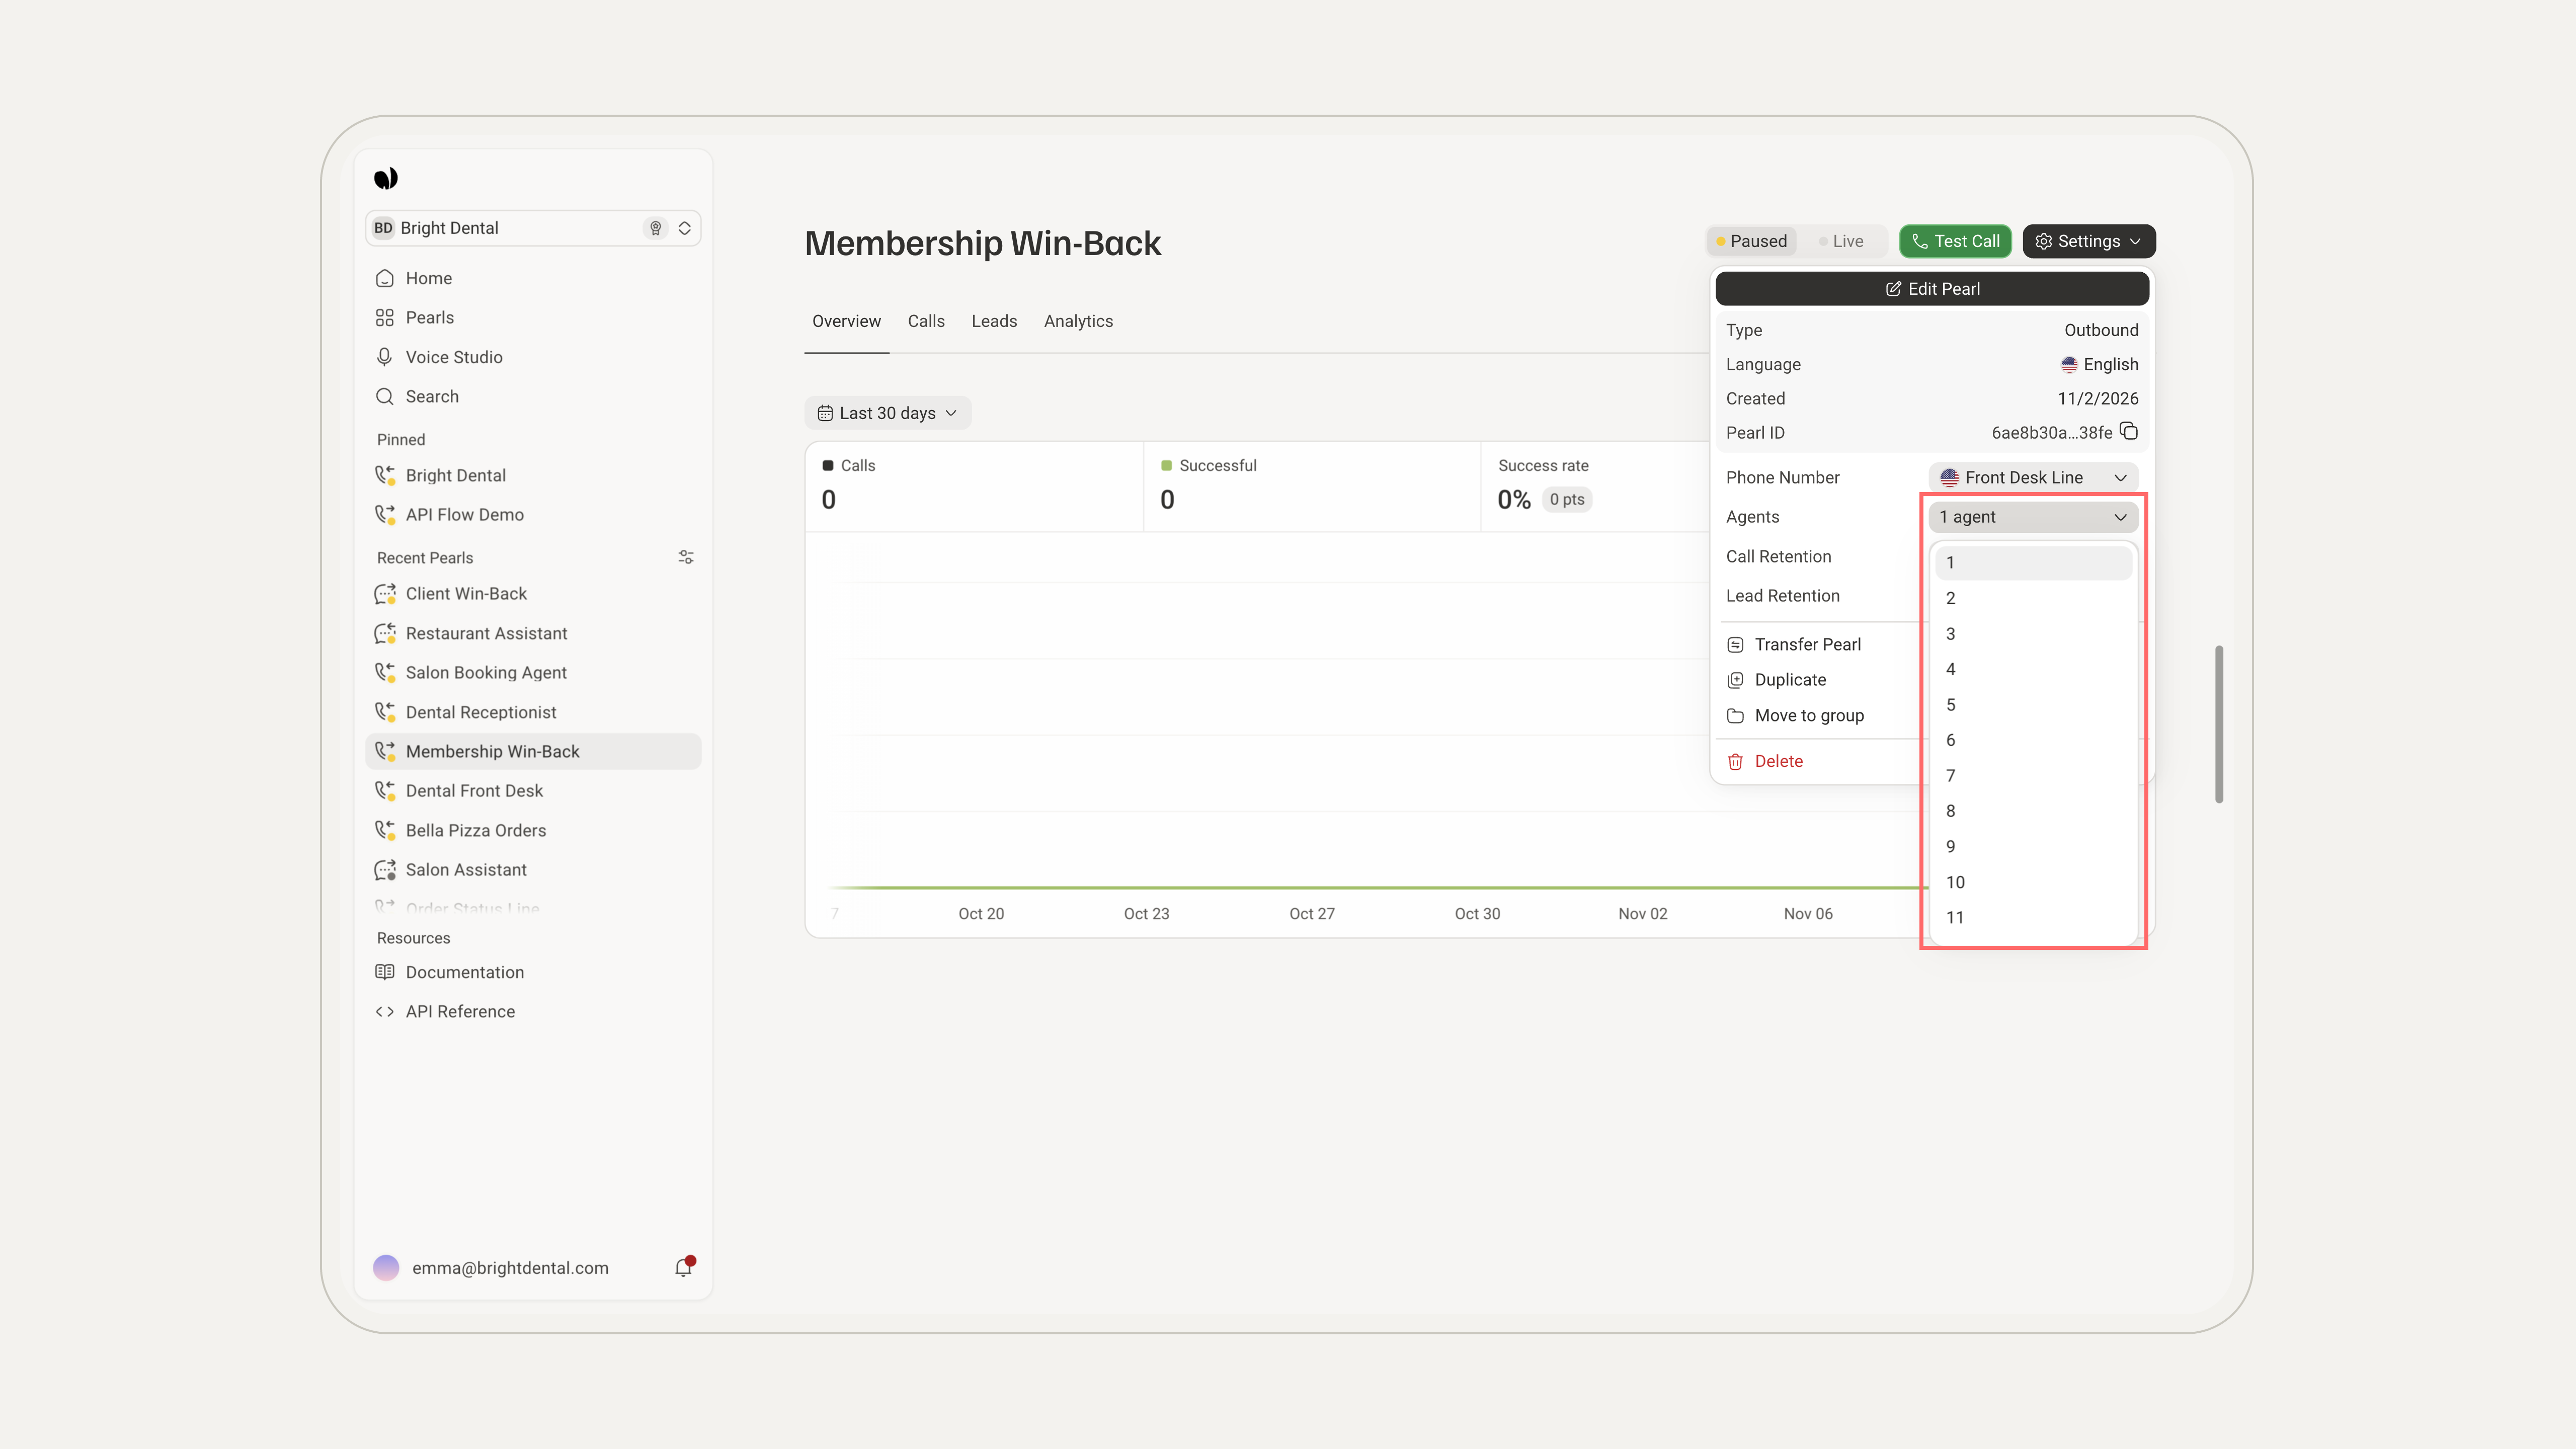 BD Bright Dental
Home
Pearls
Voice Studio
Search
Pinned
Bright Dental
API Flow Demo
Recent Pearls
Client Win-Back
Restaurant Assistant
Salon Booking Agent
Dental Receptionist
Membership Win-Back
Dental Front Desk
Bella Pizza Orders
Salon Assistant
Order Status Line
Resources
Documentation
API Reference
emma@brightdental.com
Membership Win-Back
Paused Live Test Call Settings
Overview Calls Leads Analytics
Last 30 days
Calls Successful Success rate
0 0 0% 0 pts
7 Oct 20 Oct 23 Oct 27 Oct 30 Nov 02 Nov 06
Edit Pearl
Type Outbound
Language English
Created 11/2/2026
Pearl ID 6ae8b30a...38fe
Phone Number Front Desk Line
Agents 1 agent
Call Retention
Lead Retention
Transfer Pearl
Duplicate
Move to group
Delete
1
2
3
4
5
6
7
8
9
10
11